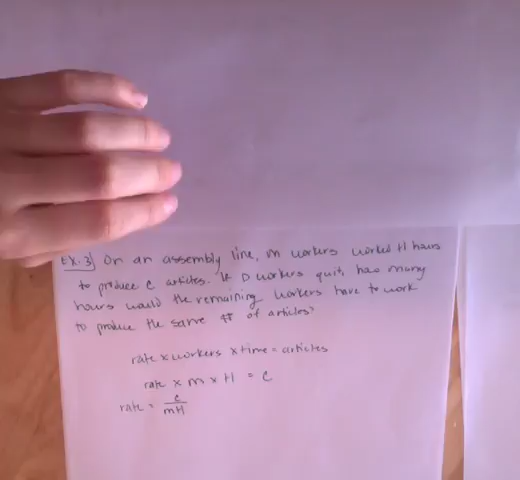 Ex. 3] On an assembly line, m workers worked H hours
to produce c articles. If D workers quit, how many
hours would the remaining workers have to work
to produce the same # of articles?
rate x workers x time = articles
rate x m x H = c
rate = c/mH